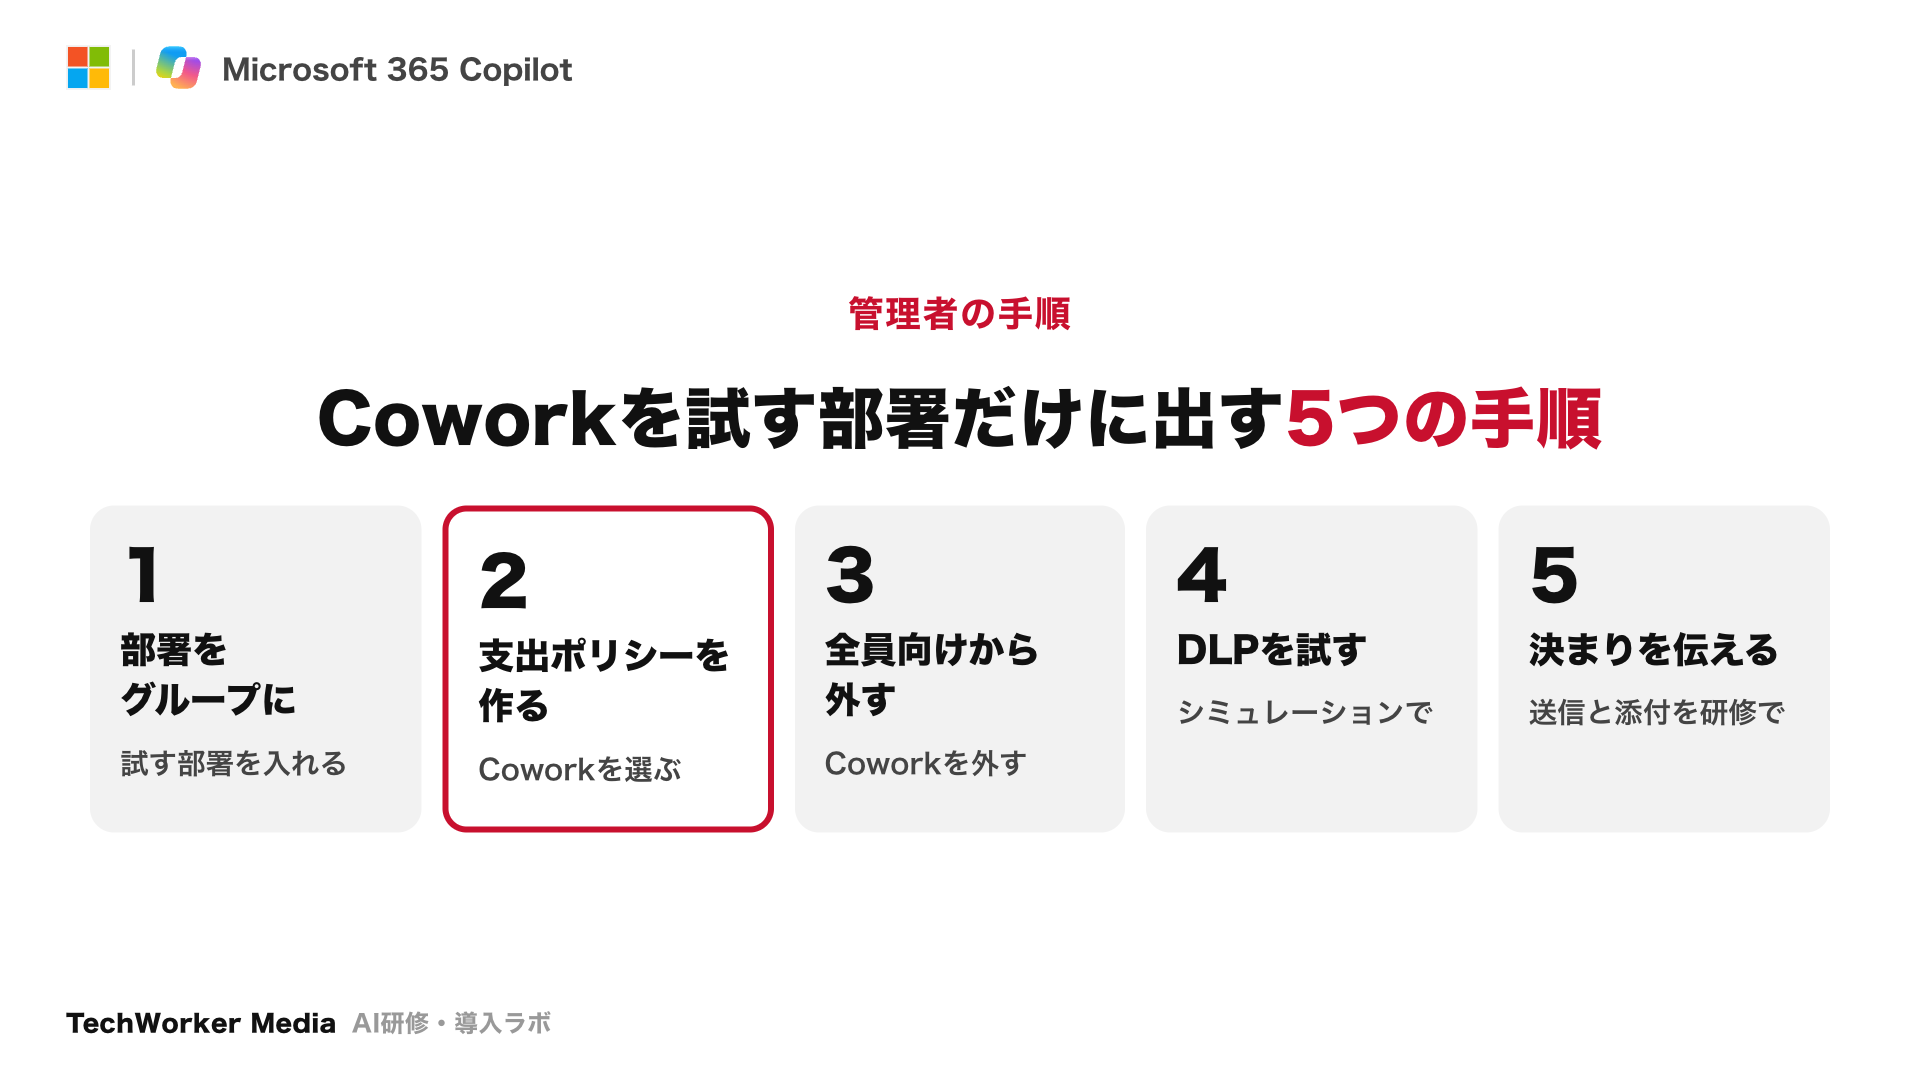 Microsoft 365 Copilot
管理者の手順
Coworkを試す部署だけに出す5つの手順
1
部署を
グループに
試す部署を入れる
2
支出ポリシーを
作る
Coworkを選ぶ
3
全員向けから
外す
Coworkを外す
4
DLPを試す
シミュレーションで
5
決まりを伝える
送信と添付を研修で
TechWorker Media AI研修・導入ラボ